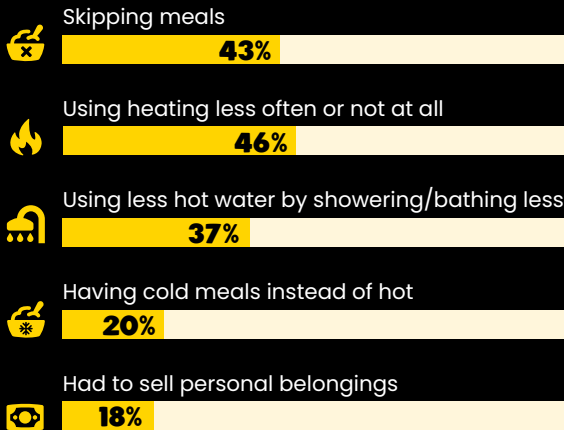 Skipping meals
43%
Using heating less often or not at all
46%
Using less hot water by showering/bathing less
37%
Having cold meals instead of hot
20%
Had to sell personal belongings
18%